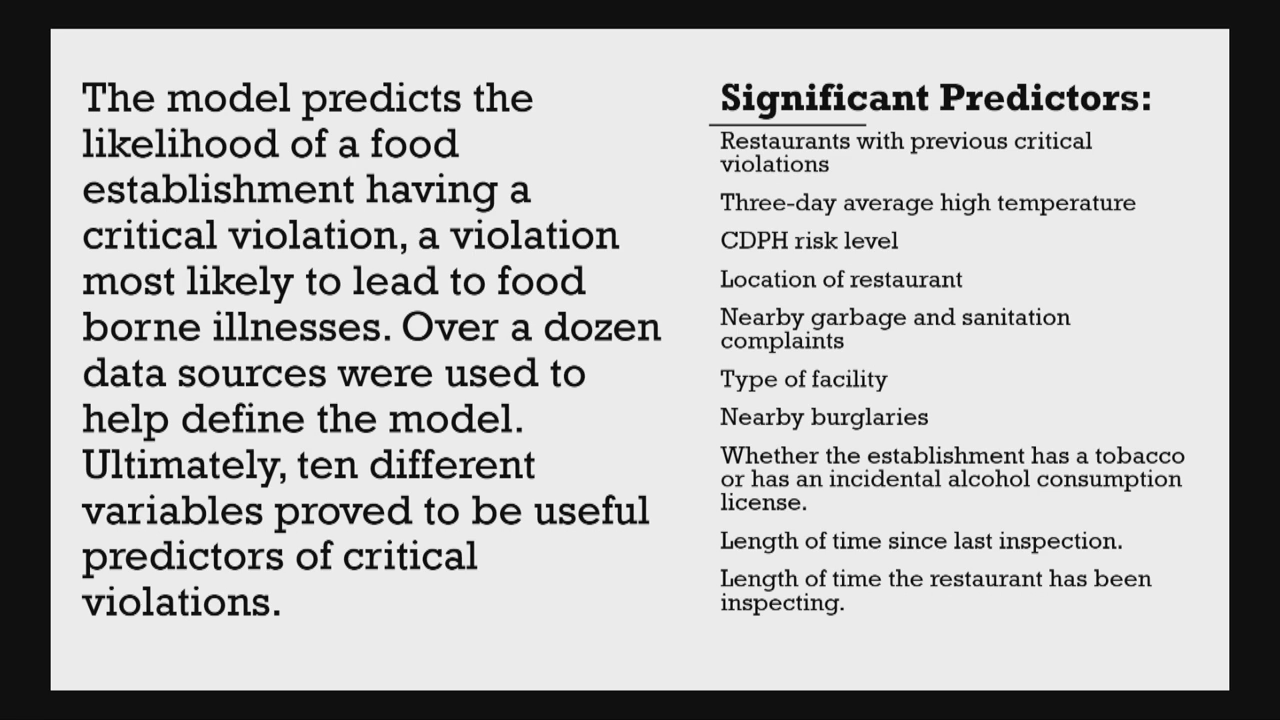 The model predicts the
likelihood of a food
establishment having a
critical violation, a violation
most likely to lead to food
borne illnesses. Over a dozen
data sources were used to
help define the model.
Ultimately, ten different
variables proved to be useful
predictors of critical
violations.
Significant Predictors:
Restaurants with previous critical
violations
Three-day average high temperature
CDPH risk level
Location of restaurant
Nearby garbage and sanitation
complaints
Type of facility
Nearby burglaries
Whether the establishment has a tobacco
or has an incidental alcohol consumption
license.
Length of time since last inspection.
Length of time the restaurant has been
inspecting.